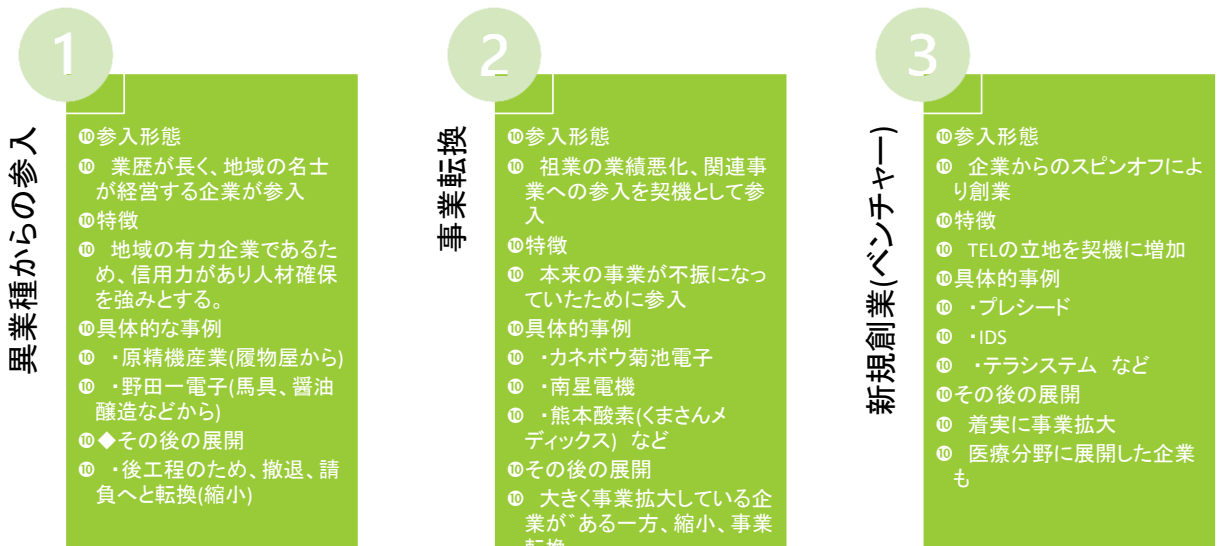 1
異業種からの参入
❿参入形態
❿ 業歴が長く、地域の名士
が経営する企業が参入
❿特徴
❿ 地域の有力企業であるた
め、信用力があり人材確保
を強みとする。
❿具体的な事例
❿ ・原精機産業(履物屋から)
❿ ・野田一電子(馬具、醤油
醸造などから)
❿◆その後の展開
❿ ・後工程のため、撤退、請
負へと転換(縮小)
2
事業転換
❿参入形態
❿ 祖業の業績悪化、関連事
業への参入を契機として参
入
❿特徴
❿ 本来の事業が不振になっ
ていたために参入
❿具体的事例
❿ ・カネボウ菊池電子
❿ ・南星電機
❿ ・熊本酸素(くまさんメ
ディックス) など
❿その後の展開
❿ 大きく事業拡大している企
業が゛ある一方、縮小、事業
転換
3
新規創業(ベンチャー)
❿参入形態
❿ 企業からのスピンオフによ
り創業
❿特徴
❿ TELの立地を契機に増加
❿具体的事例
❿ ・プレシード
❿ ・IDS
❿ ・テラシステム など
❿その後の展開
❿ 着実に事業拡大
❿ 医療分野に展開した企業
も